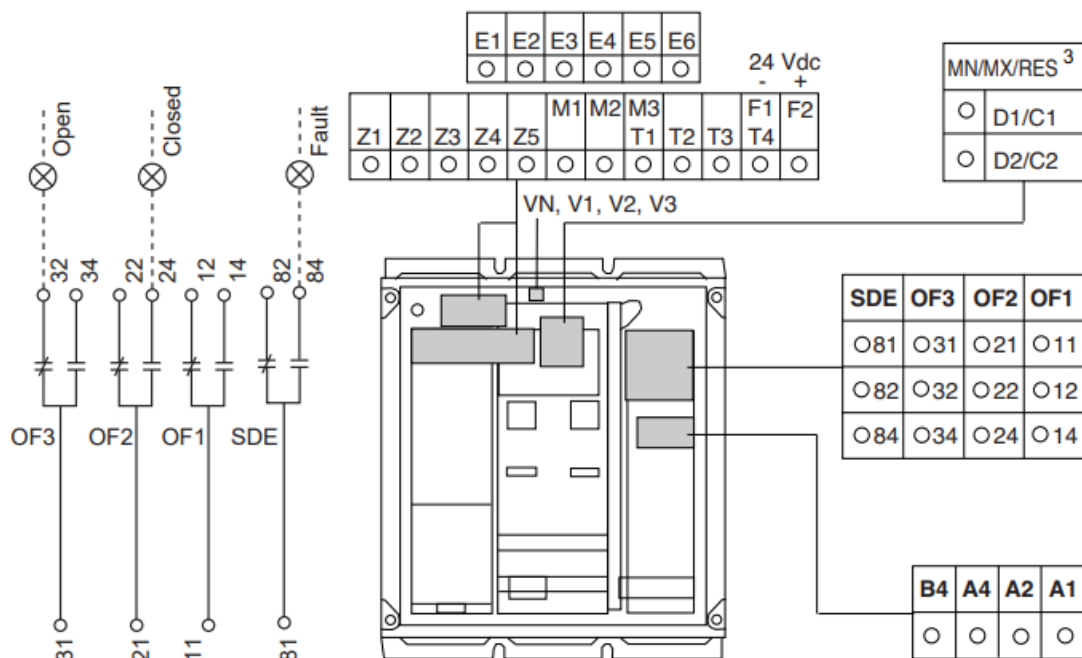 E1 E2 E3 E4 E5 E6
24 Vdc
- +
M1 M2 M3 F1 F2
Z1 Z2 Z3 Z4 Z5 T1 T2 T3 T4
MN/MX/RES 3
D1/C1
D2/C2
Open
Closed
Fault
VN, V1, V2, V3
32 34 22 24 12 14 82 84
OF3 OF2 OF1 SDE
31 21 11 81
SDE OF3 OF2 OF1
81 31 21 11
82 32 22 12
84 34 24 14
B4 A4 A2 A1